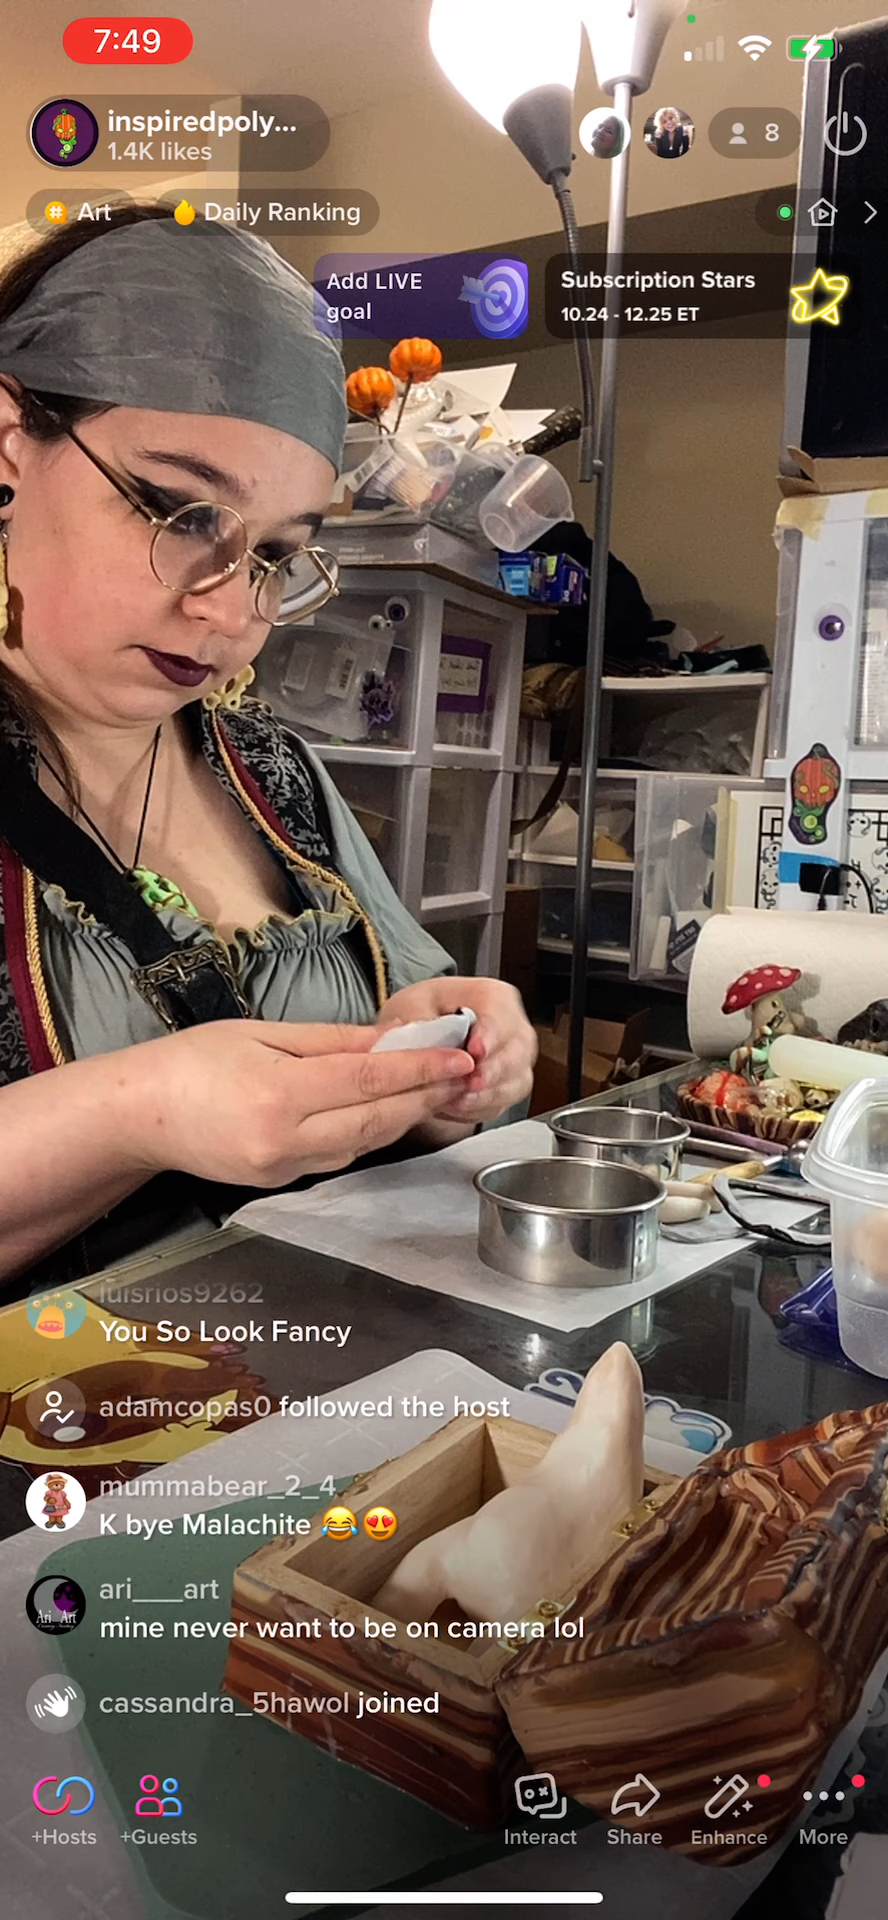 7:49
inspiredpoly...
1.4K likes
8
Art
Daily Ranking
Add LIVE
goal
Subscription Stars
10.24 - 12.25 ET
luisrios9262
You So Look Fancy
adamcopas0 followed the host
mummabear_2_4
K bye Malachite 😂😍
ari___art
Ari_Art
mine never want to be on camera lol
cassandra_5hawol joined
+Hosts
+Guests
Interact
Share
Enhance
More